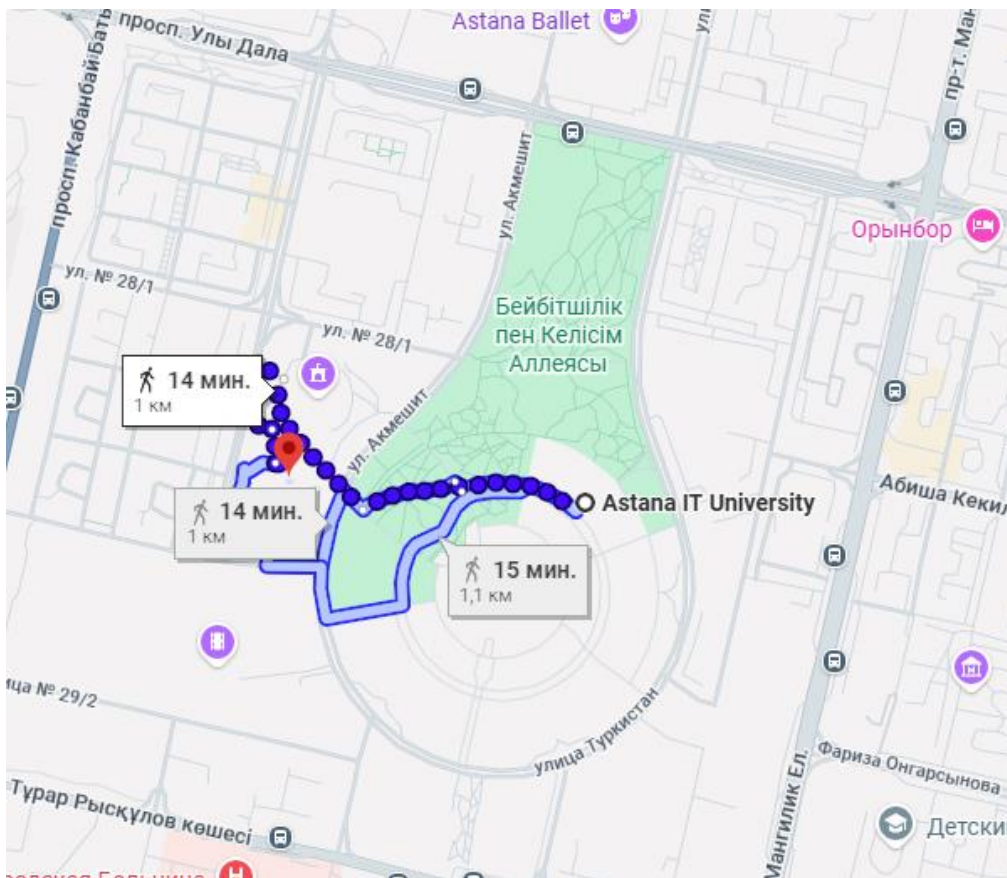 Astana Ballet
просп. Улы Дала
просп. Кабанбай Баты
ул. Акмешит
пр-т. Ман
Орынбор
ул. № 28/1
ул. № 28/1
Бейбітшілік
пен Келісім
Аллеясы
14 мин.
1 км
ул. Акмешит
Абиша Кекил
Astana IT University
14 мин.
1 км
15 мин.
1,1 км
ица № 29/2
улица Туркистан
Фариза Онгарсынова
Тұрар Рысқұлов көшесі
Мангилик Ел.
Детски